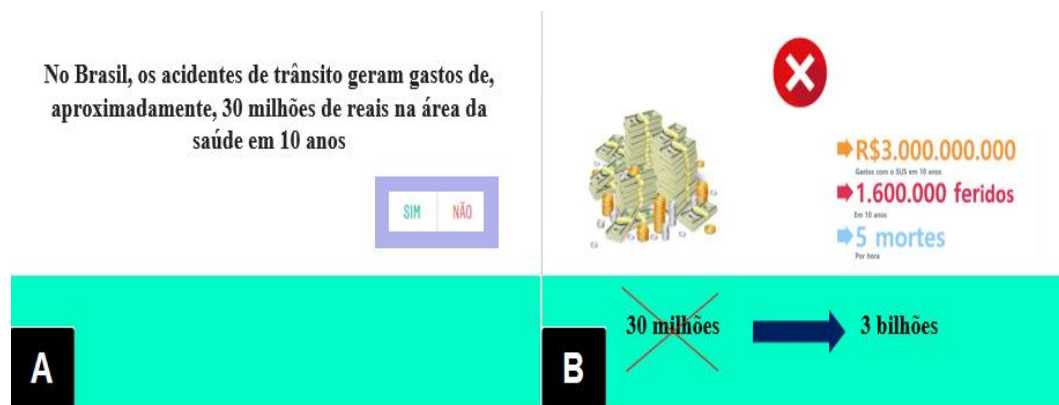 No Brasil, os acidentes de trânsito geram gastos de,
aproximadamente, 30 milhões de reais na área da
saúde em 10 anos
SIM NÃO
A
R$3.000.000.000
Gastos com o SUS em 10 anos
1.600.000 feridos
Em 10 anos
5 mortes
Por hora
30 milhões 3 bilhões
B